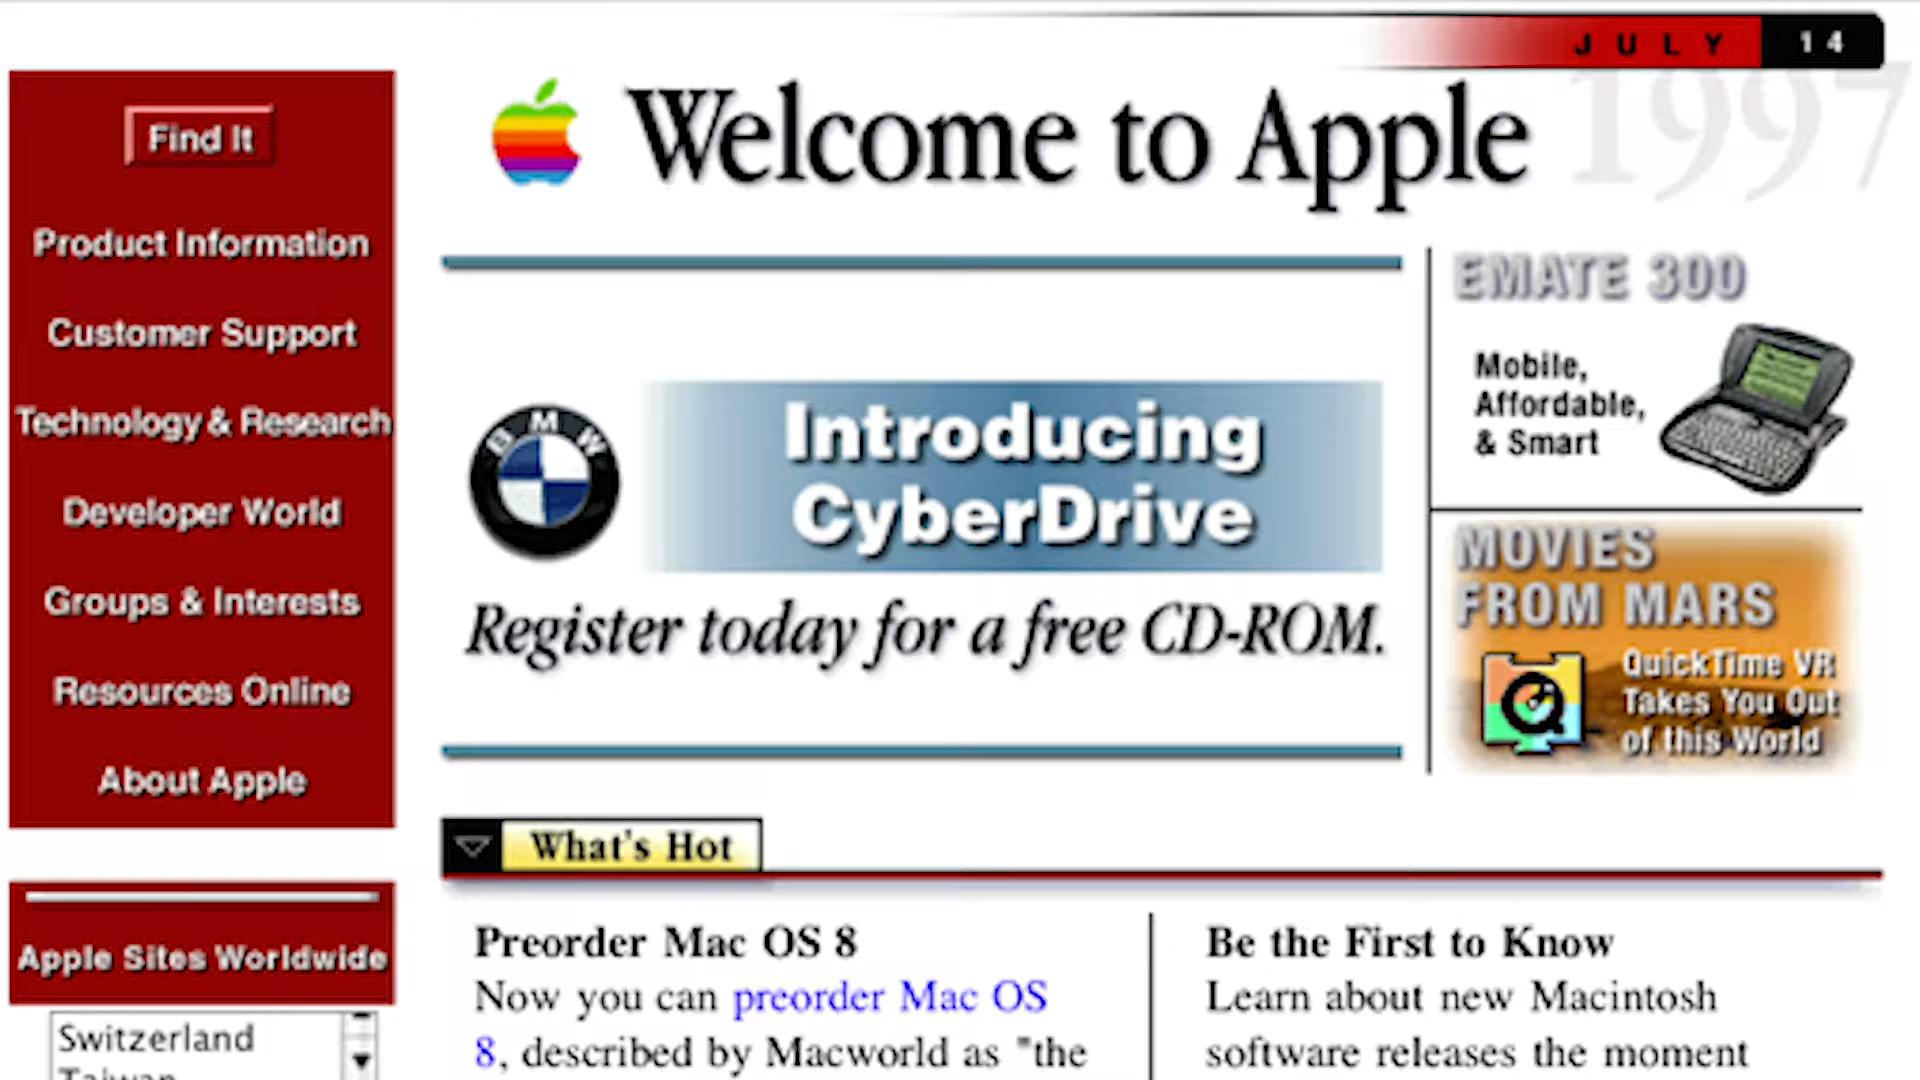 JULY 14
1997
Welcome to Apple
Find It
Product Information
Customer Support
Technology & Research
Developer World
Groups & Interests
Resources Online
About Apple
Apple Sites Worldwide
Switzerland
Taiwan
BMW
Introducing
CyberDrive
Register today for a free CD-ROM.
EMATE 300
Mobile,
Affordable,
& Smart
MOVIES
FROM MARS
QuickTime VR
Takes You Out
of this World
What's Hot
Preorder Mac OS 8
Now you can preorder Mac OS
8, described by Macworld as "the
Be the First to Know
Learn about new Macintosh
software releases the moment